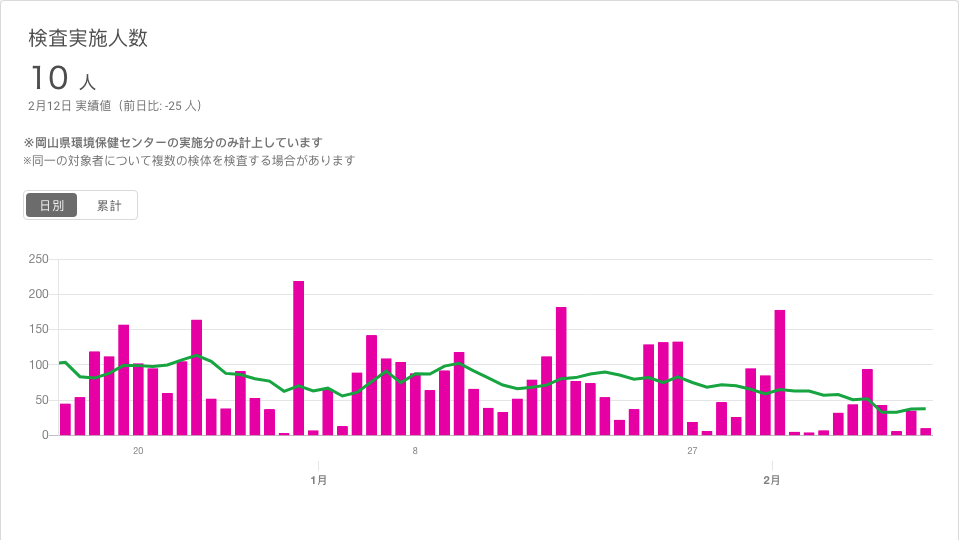 検査実施人数
10 人
2月12日 実績値（前日比: -25 人）
※岡山県環境保健センターの実施分のみ計上しています
※同一の対象者について複数の検体を検査する場合があります
日別 累計
250
200
150
100
50
0
20 8 27
1月 2月